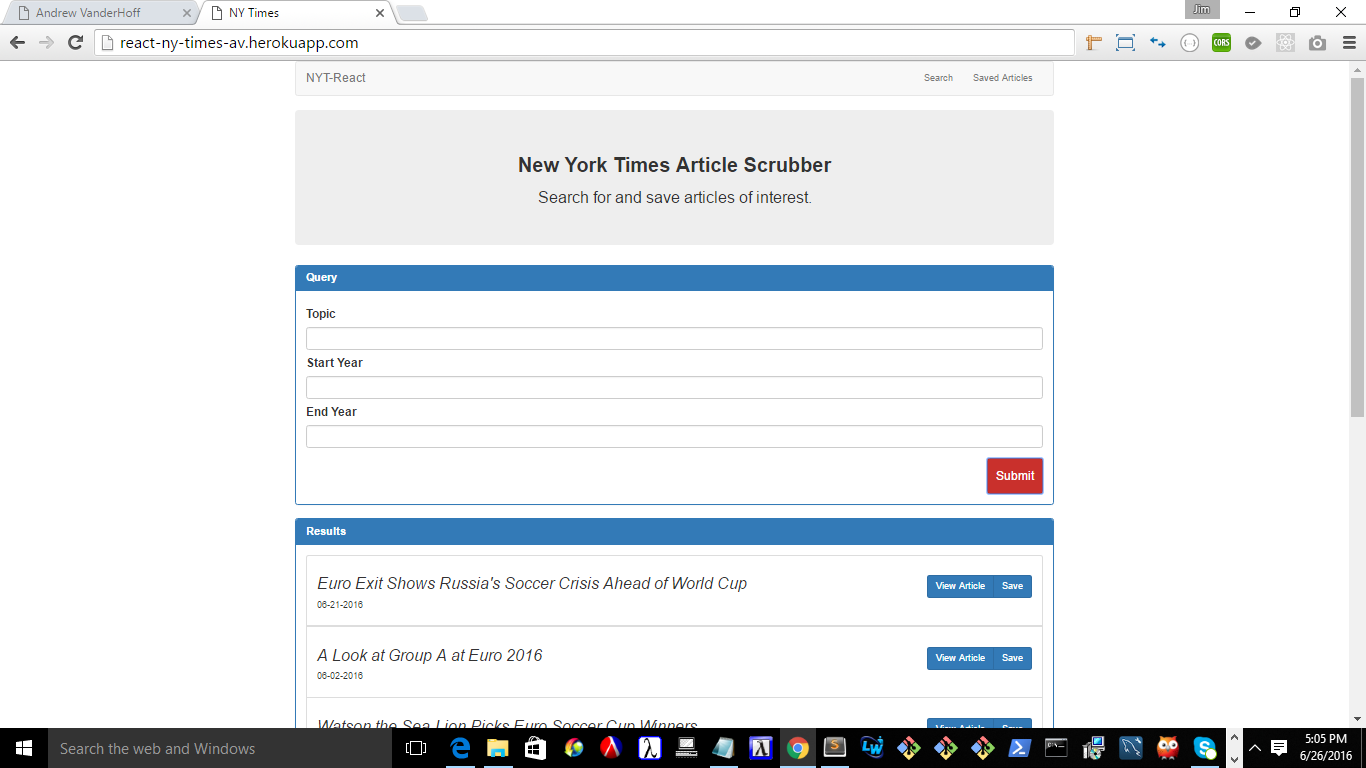 Andrew VanderHoff
NY Times
Jim
react-ny-times-av.herokuapp.com
CORS
NYT-React
Search
Saved Articles
New York Times Article Scrubber
Search for and save articles of interest.
Query
Topic
Start Year
End Year
Submit
Results
Euro Exit Shows Russia's Soccer Crisis Ahead of World Cup
View Article
Save
06-21-2016
A Look at Group A at Euro 2016
View Article
Save
06-02-2016
Watson the Sea Lion Picks Euro Soccer Cup Winners
View Article
Save
Search the web and Windows
5:05 PM
6/26/2016